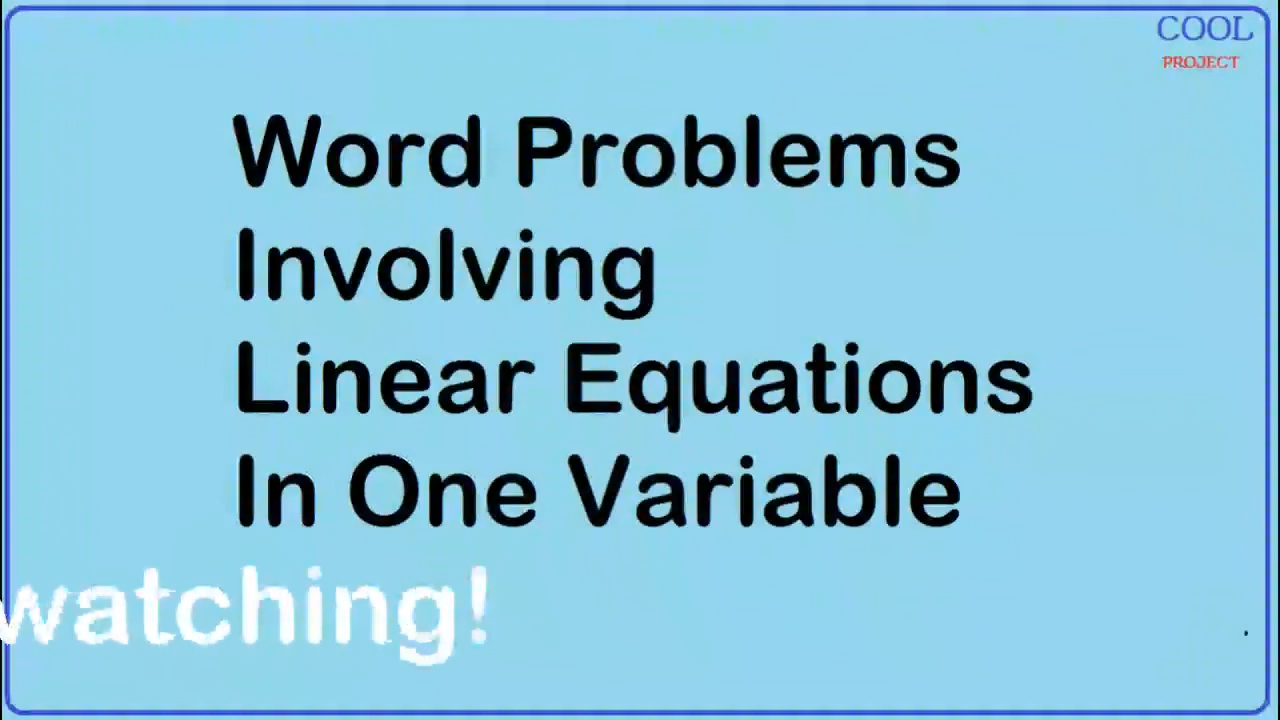 COOL
PROJECT
Word Problems
Involving
Linear Equations
In One Variable
watching!